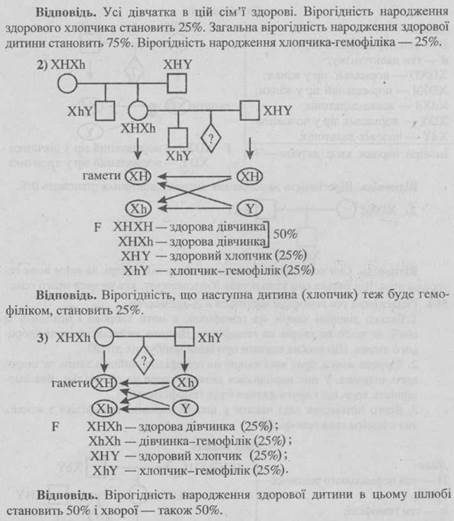 Відповідь. Усі дівчатка в цій сім'ї здорові. Вірогідність народження
здорового хлопчика становить 25%. Загальна вірогідність народження здорової
дитини становить 75%. Вірогідність народження хлопчика-гемофіліка — 25%.
2) XHXh XHY
XhY XHXh XHY
XhY ?
гамети XH XH
Xh Y
F XHXH — здорова дівчинка
XHXh — здорова дівчинка 50%
XHY — здоровий хлопчик (25%)
XhY — хлопчик-гемофілік (25%)
Відповідь. Вірогідність, що наступна дитина (хлопчик) теж буде гемо-
філіком, становить 25%.
3) XHXh XhY
?
гамети XH Xh
Xh Y
F XHXh — здорова дівчинка (25%);
XhXh — дівчинка-гемофілік (25%);
XHY — здоровий хлопчик (25%);
XhY — хлопчик-гемофілік (25%).
Відповідь. Вірогідність народження здорової дитини в цьому шлюбі
становить 50% і хворої — також 50%.